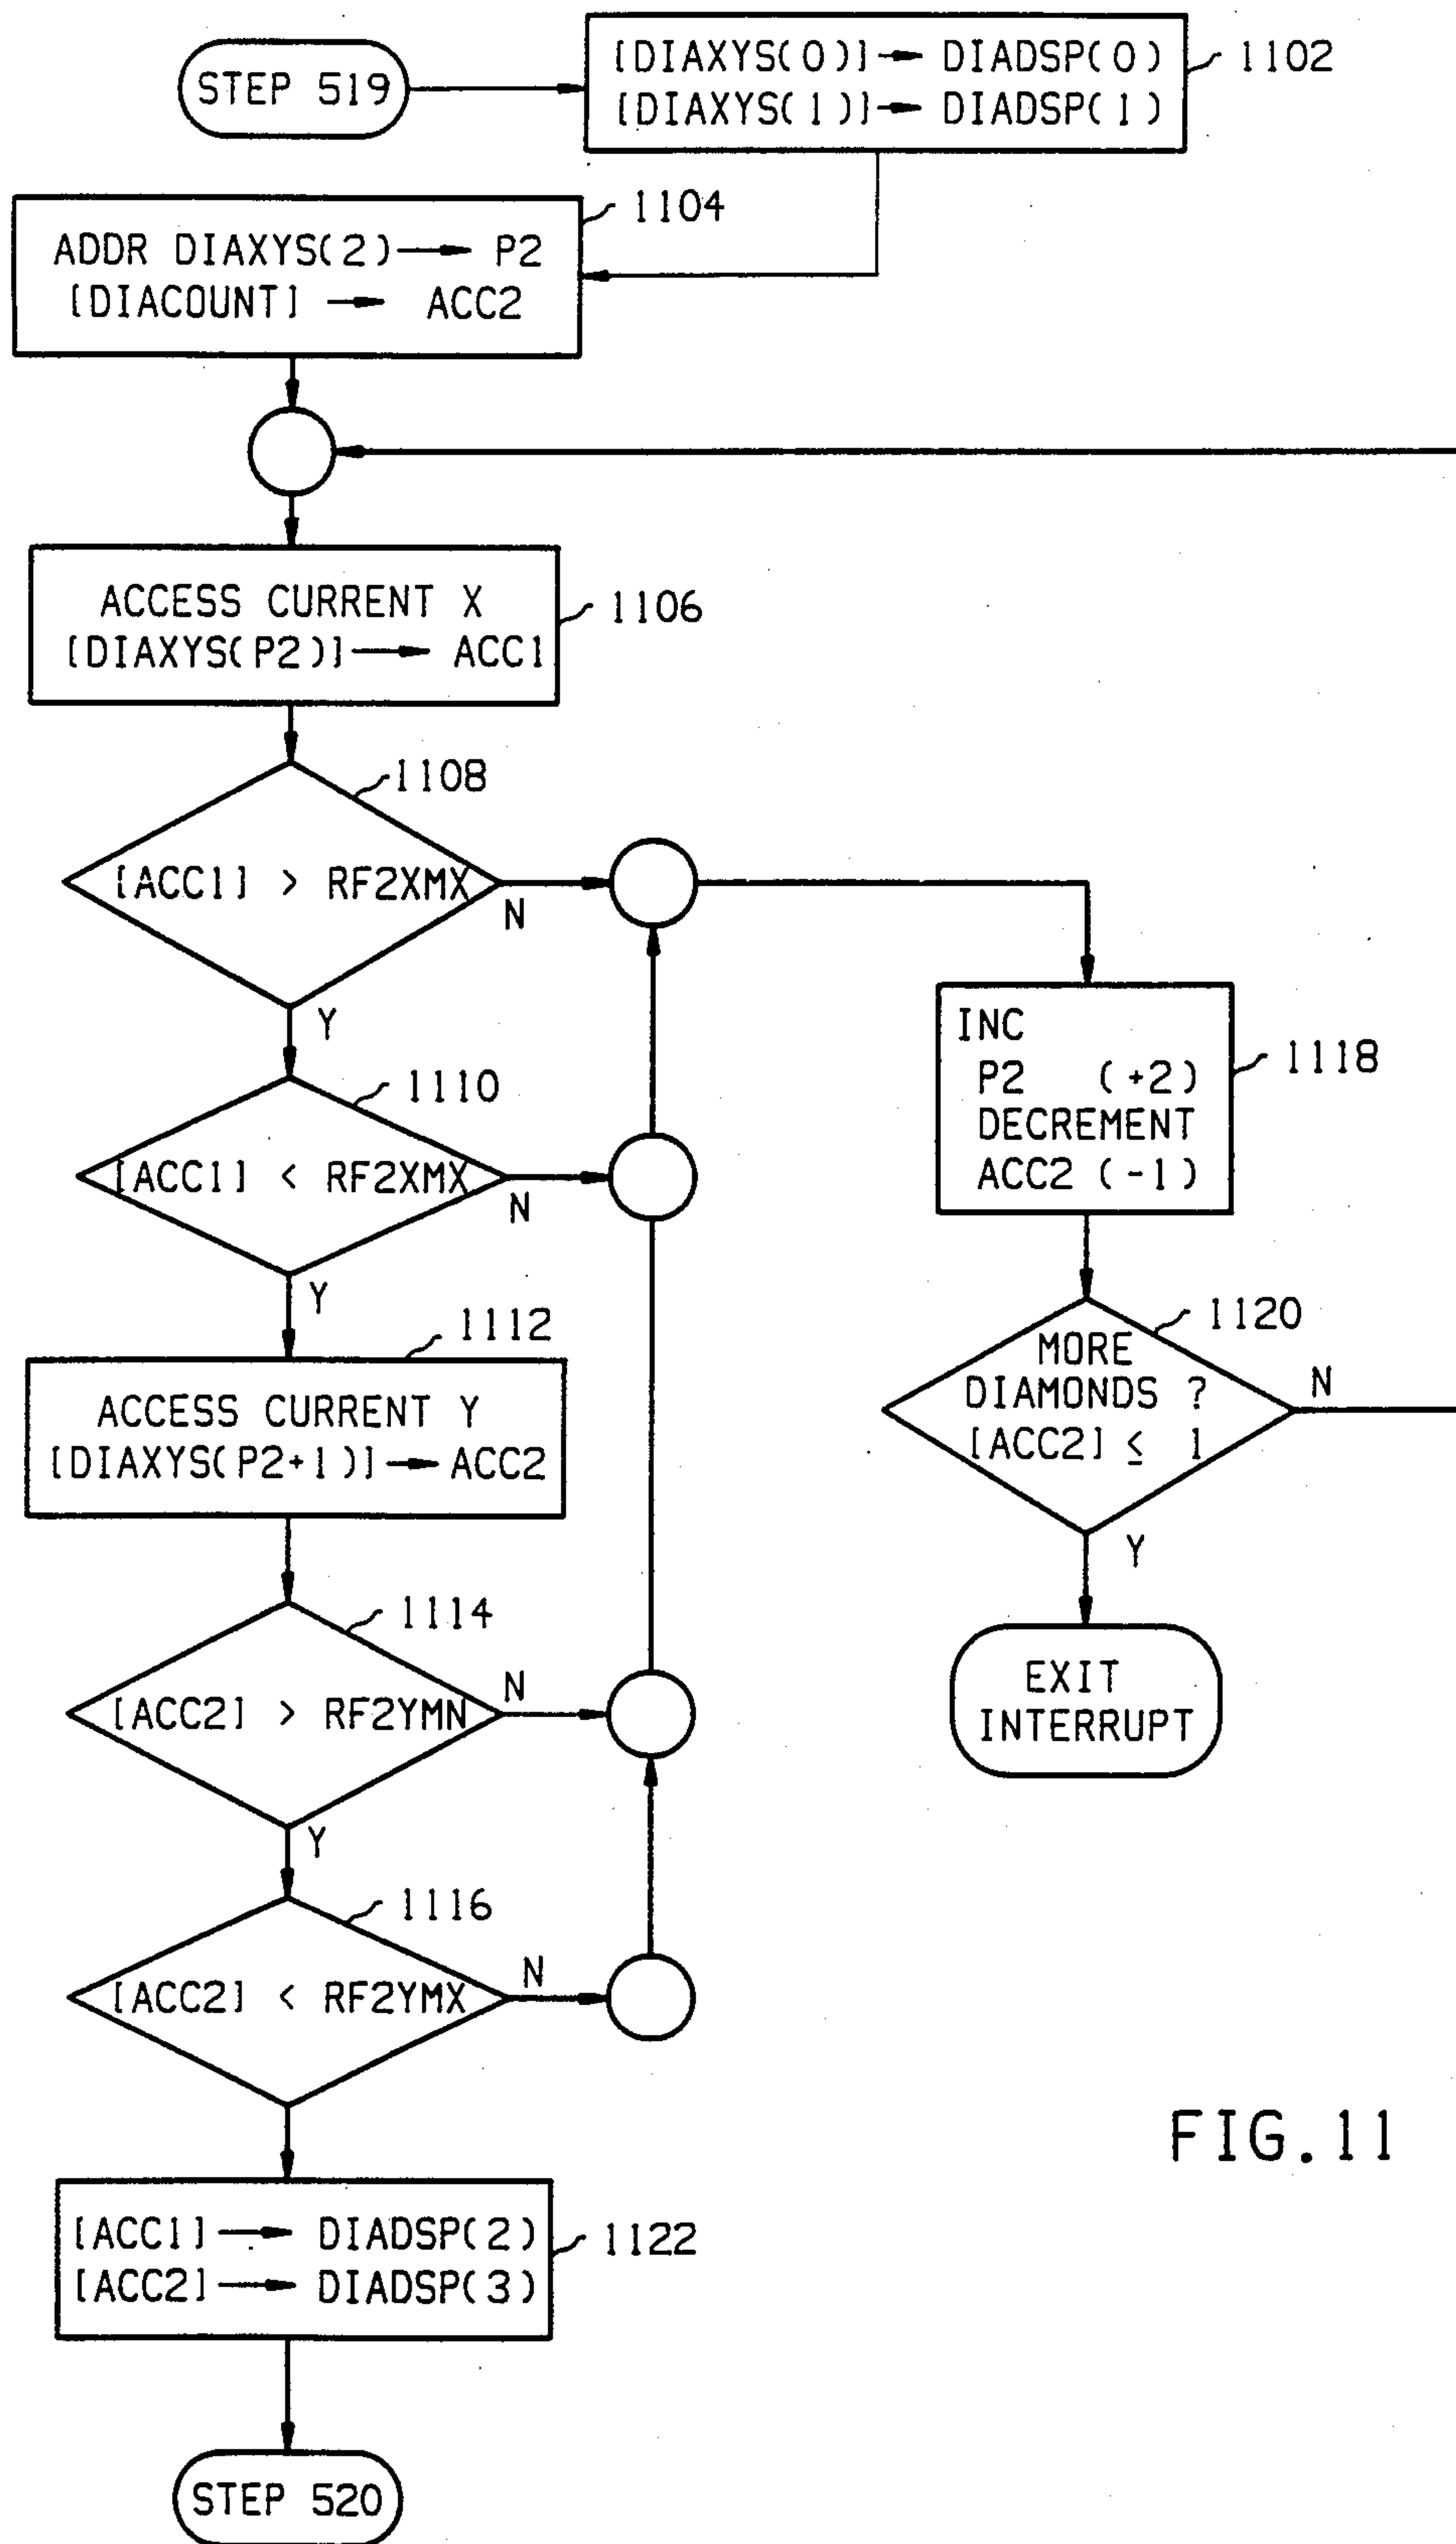 STEP 519
[DIAXYS(0)] → DIADSP(0)
[DIAXYS(1)] → DIADSP(1)
1102
1104
ADDR DIAXYS(2) → P2
[DIACOUNT] → ACC2
ACCESS CURRENT X
[DIAXYS(P2)] → ACC1
1106
1108
[ACC1] > RF2XMX
N
Y
1110
[ACC1] < RF2XMX
N
Y
1112
ACCESS CURRENT Y
[DIAXYS(P2+1)] → ACC2
1114
[ACC2] > RF2YMN
N
Y
1116
[ACC2] < RF2YMX
N
[ACC1] → DIADSP(2)
[ACC2] → DIADSP(3)
1122
STEP 520
INC
P2 (+2)
DECREMENT
ACC2 (-1)
1118
1120
MORE
DIAMONDS ?
[ACC2] ≤ 1
N
Y
EXIT
INTERRUPT
FIG.11